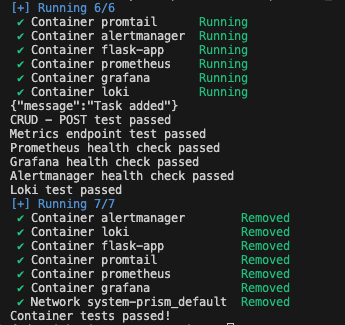 [+] Running 6/6
✔ Container promtail Running
✔ Container alertmanager Running
✔ Container flask-app Running
✔ Container prometheus Running
✔ Container grafana Running
✔ Container loki Running
{"message":"Task added"}
CRUD - POST test passed
Metrics endpoint test passed
Prometheus health check passed
Grafana health check passed
Alertmanager health check passed
Loki test passed
[+] Running 7/7
✔ Container alertmanager Removed
✔ Container loki Removed
✔ Container flask-app Removed
✔ Container promtail Removed
✔ Container prometheus Removed
✔ Container grafana Removed
✔ Network system-prism_default Removed
Container tests passed!